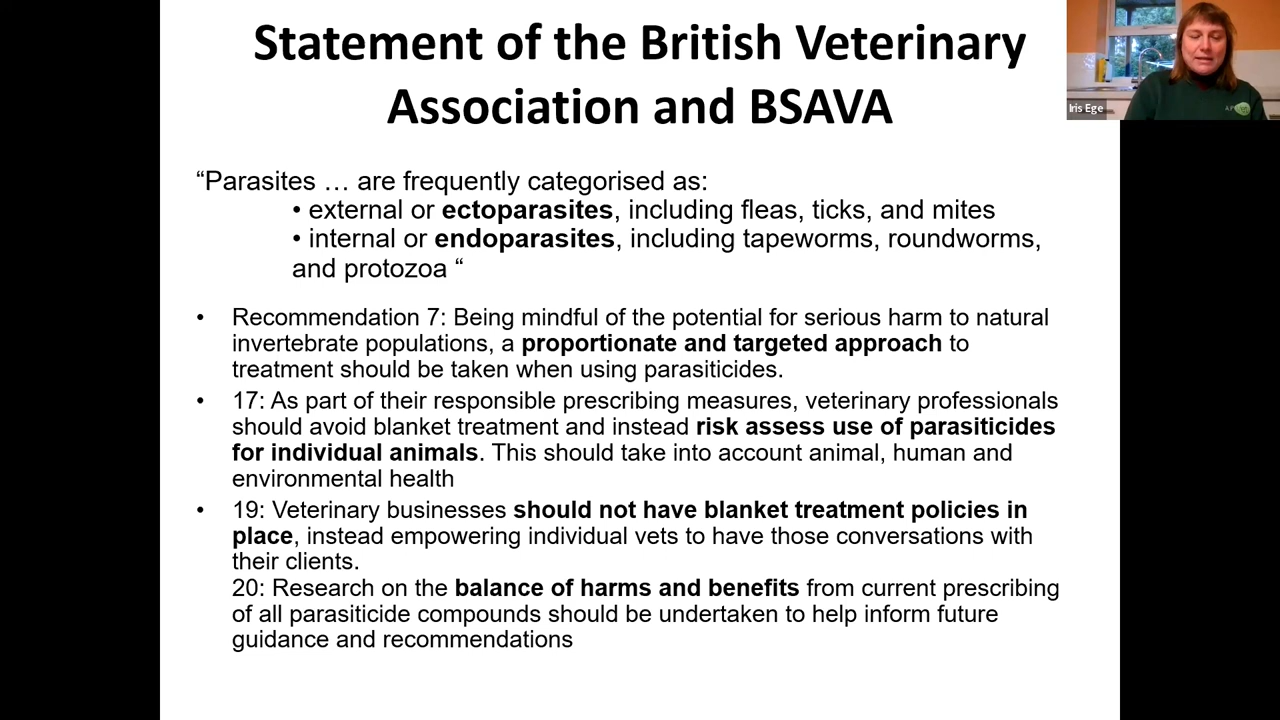 Statement of the British Veterinary
Association and BSAVA
Iris Ege
“Parasites … are frequently categorised as:
• external or ectoparasites, including fleas, ticks, and mites
• internal or endoparasites, including tapeworms, roundworms,
and protozoa “
• Recommendation 7: Being mindful of the potential for serious harm to natural
invertebrate populations, a proportionate and targeted approach to
treatment should be taken when using parasiticides.
• 17: As part of their responsible prescribing measures, veterinary professionals
should avoid blanket treatment and instead risk assess use of parasiticides
for individual animals. This should take into account animal, human and
environmental health
• 19: Veterinary businesses should not have blanket treatment policies in
place, instead empowering individual vets to have those conversations with
their clients.
20: Research on the balance of harms and benefits from current prescribing
of all parasiticide compounds should be undertaken to help inform future
guidance and recommendations